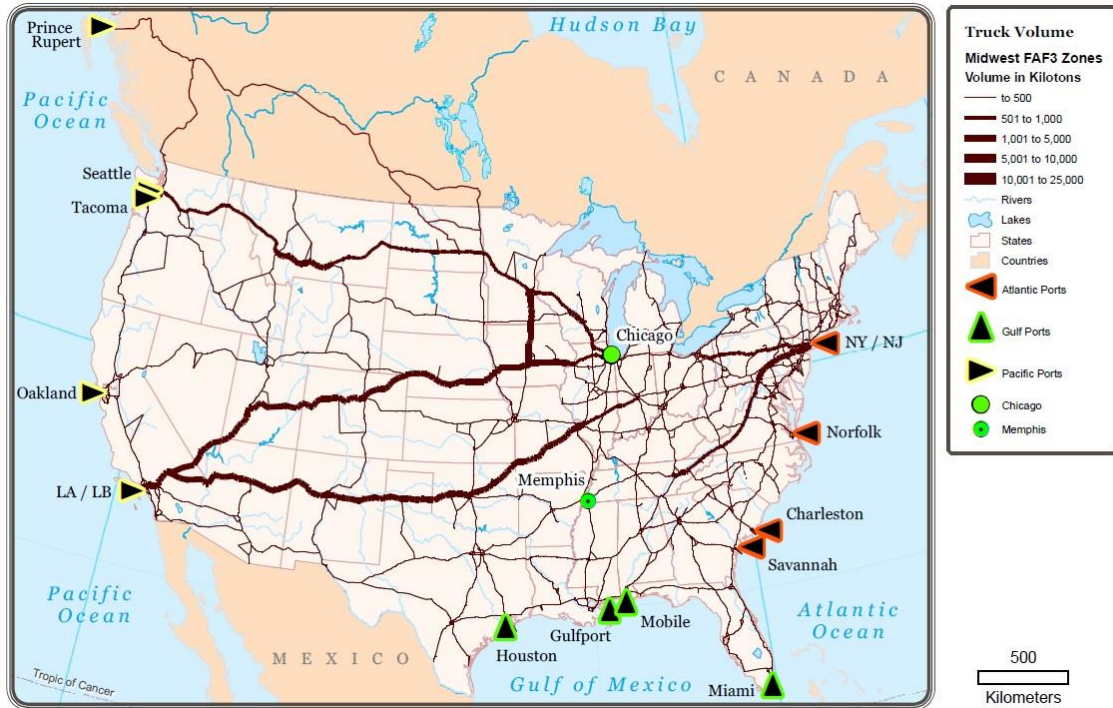 Prince
Rupert
Hudson Bay
CANADA
Pacific
Ocean
Seattle
Tacoma
Chicago
NY / NJ
Oakland
Norfolk
LA / LB
Memphis
Charleston
Savannah
Pacific
Ocean
Atlantic
Ocean
Mobile
Gulfport
Houston
MEXICO
Gulf of Mexico
Miami
Tropic of Cancer
Truck Volume
Midwest FAF3 Zones
Volume in Kilotons
to 500
501 to 1,000
1,001 to 5,000
5,001 to 10,000
10,001 to 25,000
Rivers
Lakes
States
Countries
Atlantic Ports
Gulf Ports
Pacific Ports
Chicago
Memphis
500
Kilometers